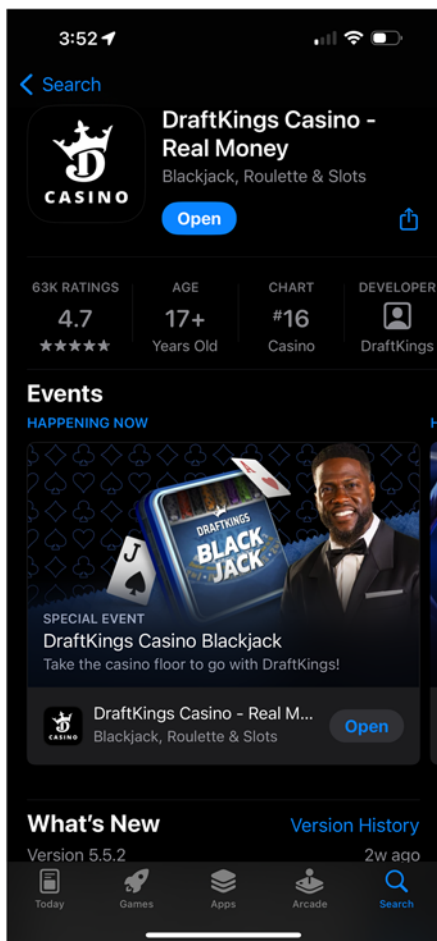 3:52
Search
DraftKings Casino -
Real Money
Blackjack, Roulette & Slots
CASINO
Open
63K RATINGS
AGE
CHART
DEVELOPER
4.7
17+
#16
Years Old
Casino
DraftKings
Events
HAPPENING NOW
H
A
J
DRAFTKINGS
BLACK
JACK
SPECIAL EVENT
DraftKings Casino Blackjack
Take the casino floor to go with DraftKings!
DraftKings Casino - Real M...
Blackjack, Roulette & Slots
CASINO
Open
What's New
Version History
Version 5.5.2
2w ago
Today
Games
Apps
Arcade
Search